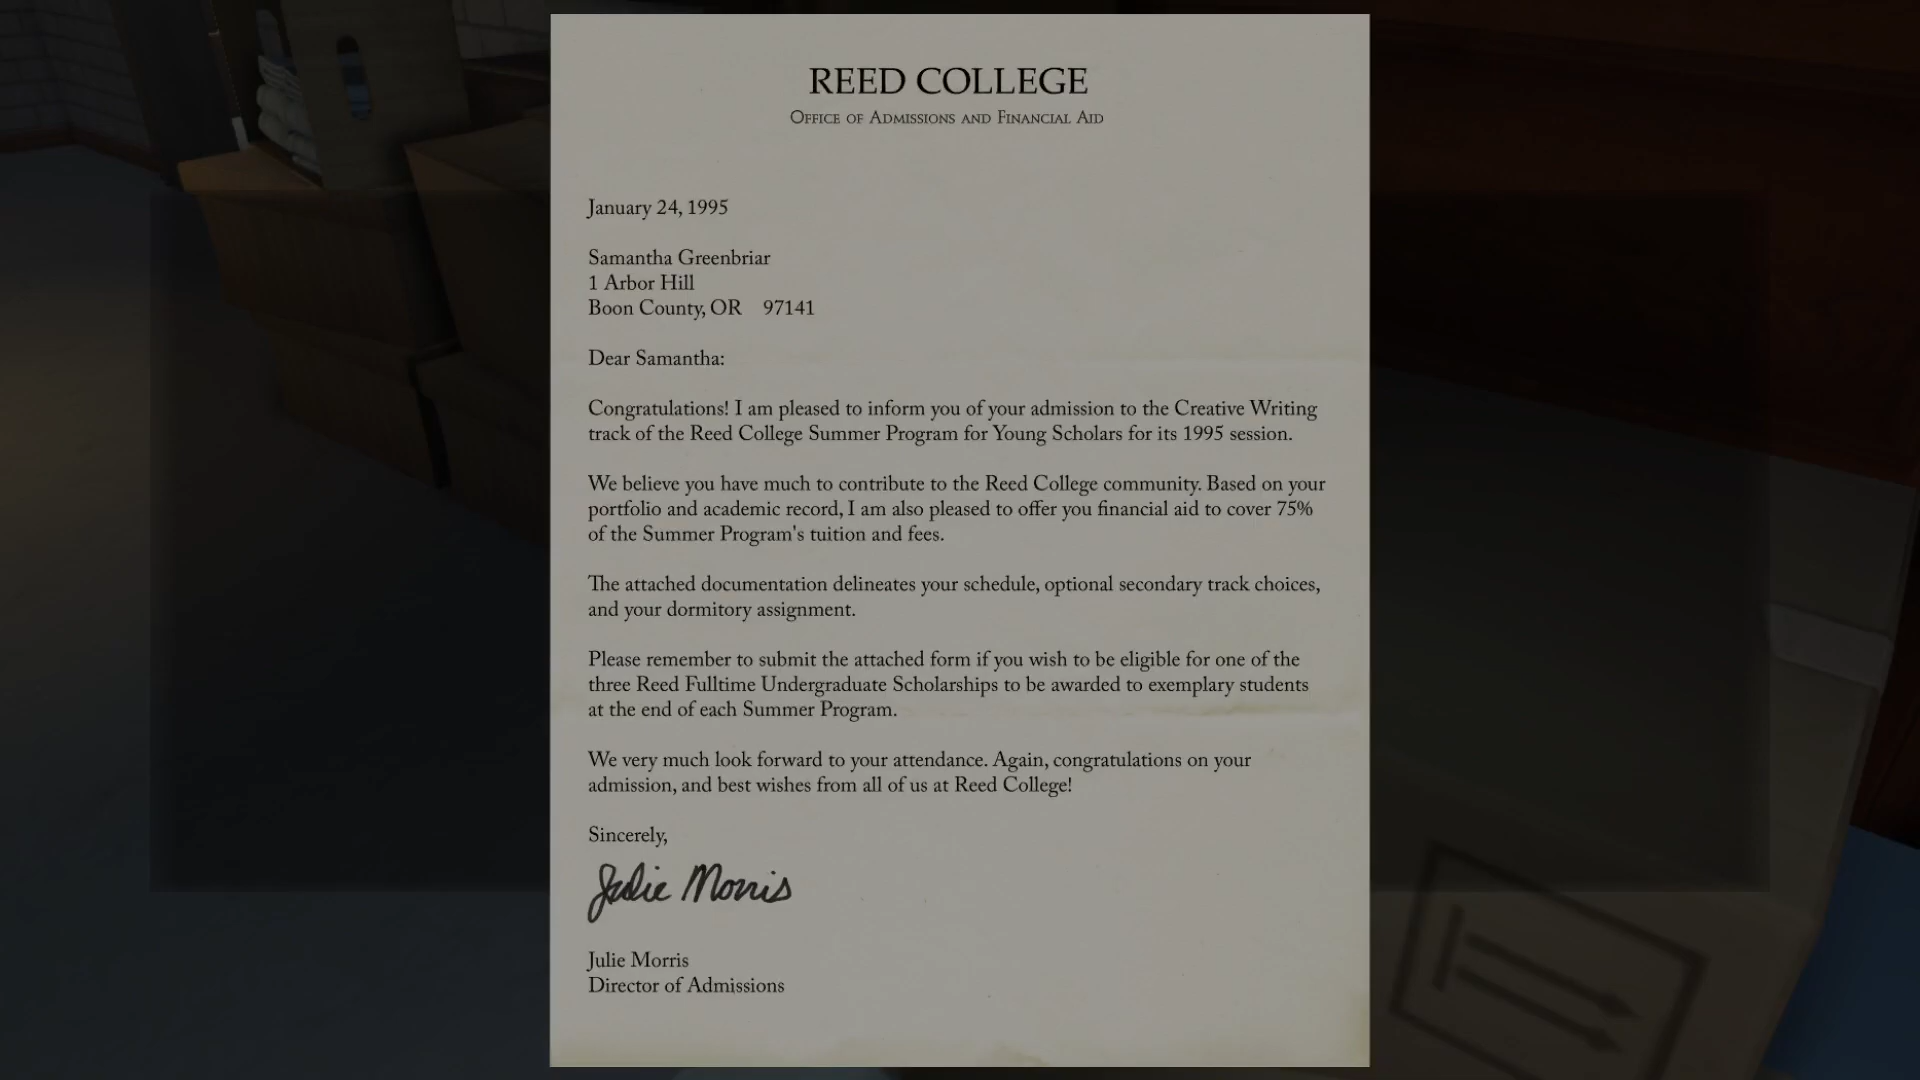 REED COLLEGE
Office of Admissions and Financial Aid
January 24, 1995
Samantha Greenbriar
1 Arbor Hill
Boon County, OR 97141
Dear Samantha:
Congratulations! I am pleased to inform you of your admission to the Creative Writing
track of the Reed College Summer Program for Young Scholars for its 1995 session.
We believe you have much to contribute to the Reed College community. Based on your
portfolio and academic record, I am also pleased to offer you financial aid to cover 75%
of the Summer Program's tuition and fees.
The attached documentation delineates your schedule, optional secondary track choices,
and your dormitory assignment.
Please remember to submit the attached form if you wish to be eligible for one of the
three Reed Fulltime Undergraduate Scholarships to be awarded to exemplary students
at the end of each Summer Program.
We very much look forward to your attendance. Again, congratulations on your
admission, and best wishes from all of us at Reed College!
Sincerely,
Julie Morris
Julie Morris
Director of Admissions